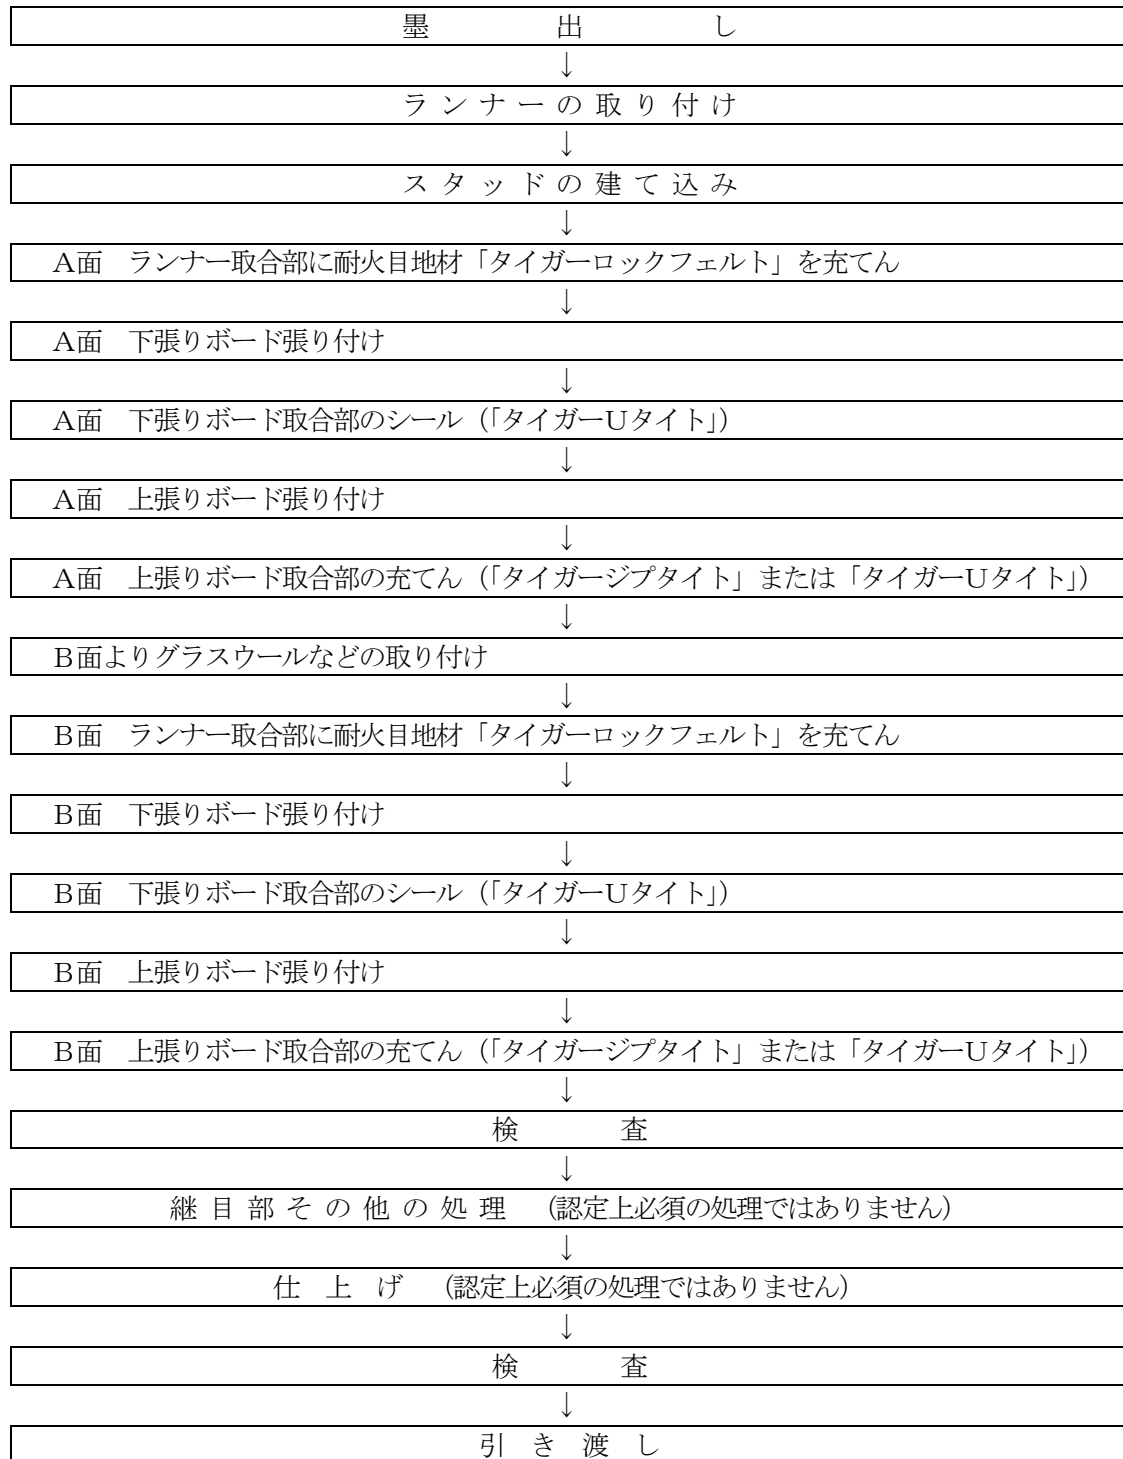 墨出し
↓
ランナーの取り付け
↓
スタッドの建て込み
↓
A面　ランナー取合部に耐火目地材「タイガーロックフェルト」を充てん
↓
A面　下張りボード張り付け
↓
A面　下張りボード取合部のシール（「タイガーUタイト」）
↓
A面　上張りボード張り付け
↓
A面　上張りボード取合部の充てん（「タイガージプタイト」または「タイガーUタイト」）
↓
B面よりグラスウールなどの取り付け
↓
B面　ランナー取合部に耐火目地材「タイガーロックフェルト」を充てん
↓
B面　下張りボード張り付け
↓
B面　下張りボード取合部のシール（「タイガーUタイト」）
↓
B面　上張りボード張り付け
↓
B面　上張りボード取合部の充てん（「タイガージプタイト」または「タイガーUタイト」）
↓
検査
↓
継目部その他の処理　（認定上必須の処理ではありません）
↓
仕上げ　（認定上必須の処理ではありません）
↓
検査
↓
引き渡し